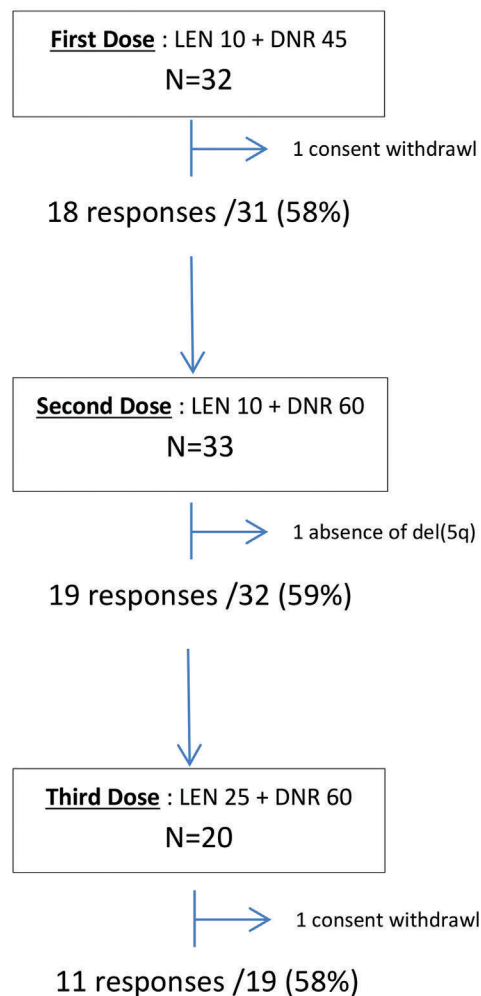 First Dose : LEN 10 + DNR 45
N=32
1 consent withdrawl
18 responses /31 (58%)
Second Dose : LEN 10 + DNR 60
N=33
1 absence of del(5q)
19 responses /32 (59%)
Third Dose : LEN 25 + DNR 60
N=20
1 consent withdrawl
11 responses /19 (58%)